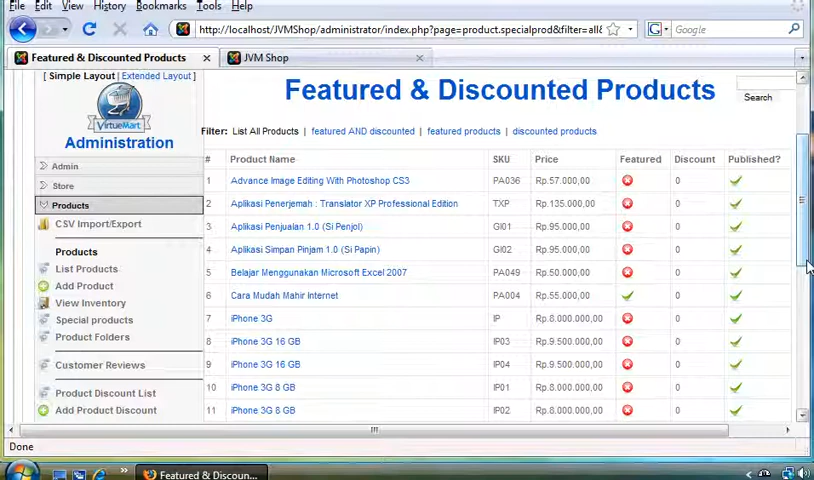 File Edit View History Bookmarks Tools Help
http://localhost/JVMShop/administrator/index.php?page=product.specialprod&filter=all&
Google
Featured & Discounted Products
JVM Shop
[ Simple Layout | Extended Layout ]
VirtueMart
Administration
Admin
Store
Products
CSV Import/Export
Products
List Products
Add Product
View Inventory
Special products
Product Folders
Customer Reviews
Product Discount List
Add Product Discount
Featured & Discounted Products
Search
Filter: List All Products | featured AND discounted | featured products | discounted products
# Product Name SKU Price Featured Discount Published?
1 Advance Image Editing With Photoshop CS3 PA036 Rp.57.000,00 0
2 Aplikasi Penerjemah : Translator XP Professional Edition TXP Rp.135.000,00 0
3 Aplikasi Penjualan 1.0 (Si Penjol) GI01 Rp.95.000,00 0
4 Aplikasi Simpan Pinjam 1.0 (Si Papin) GI02 Rp.95.000,00 0
5 Belajar Menggunakan Microsoft Excel 2007 PA049 Rp.50.000,00 0
6 Cara Mudah Mahir Internet PA004 Rp.55.000,00 0
7 iPhone 3G IP Rp.8.000.000,00 0
8 iPhone 3G 16 GB IP03 Rp.9.500.000,00 0
9 iPhone 3G 16 GB IP04 Rp.9.500.000,00 0
10 iPhone 3G 8 GB IP01 Rp.8.000.000,00 0
11 iPhone 3G 8 GB IP02 Rp.8.000.000,00 0
Done
Featured & Discoun...